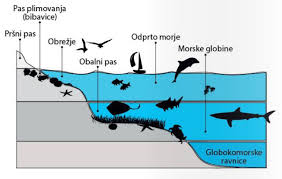 Pas plimovanja
(bibavice)
Pršni pas
Obrežje
Obalni pas
Odprto morje
Morske globine
Globokomorske
ravnice